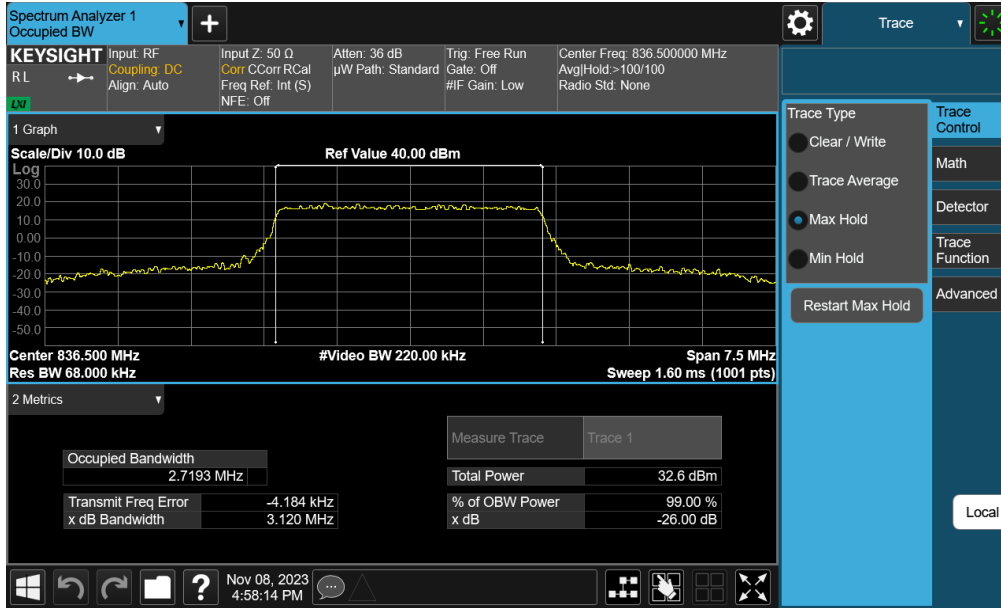 Spectrum Analyzer 1
Occupied BW
Trace
KEYSIGHT
R L
LXI
Input: RF
Coupling: DC
Align: Auto
Input Z: 50 Ω
Corr CCorr RCal
Freq Ref: Int (S)
NFE: Off
Atten: 36 dB
µW Path: Standard
Trig: Free Run
Gate: Off
#IF Gain: Low
Center Freq: 836.500000 MHz
Avg|Hold:>100/100
Radio Std: None
1 Graph
Scale/Div 10.0 dB
Ref Value 40.00 dBm
Log
30.0
20.0
10.0
0.00
-10.0
-20.0
-30.0
-40.0
-50.0
Center 836.500 MHz
#Video BW 220.00 kHz
Span 7.5 MHz
Res BW 68.000 kHz
Sweep 1.60 ms (1001 pts)
2 Metrics
Measure Trace
Trace 1
Occupied Bandwidth
2.7193 MHz
Total Power
32.6 dBm
Transmit Freq Error
-4.184 kHz
% of OBW Power
99.00 %
x dB Bandwidth
3.120 MHz
x dB
-26.00 dB
Trace Type
Clear / Write
Trace Average
Max Hold
Min Hold
Restart Max Hold
Trace
Control
Math
Detector
Trace
Function
Advanced
Local
?
Nov 08, 2023
4:58:14 PM